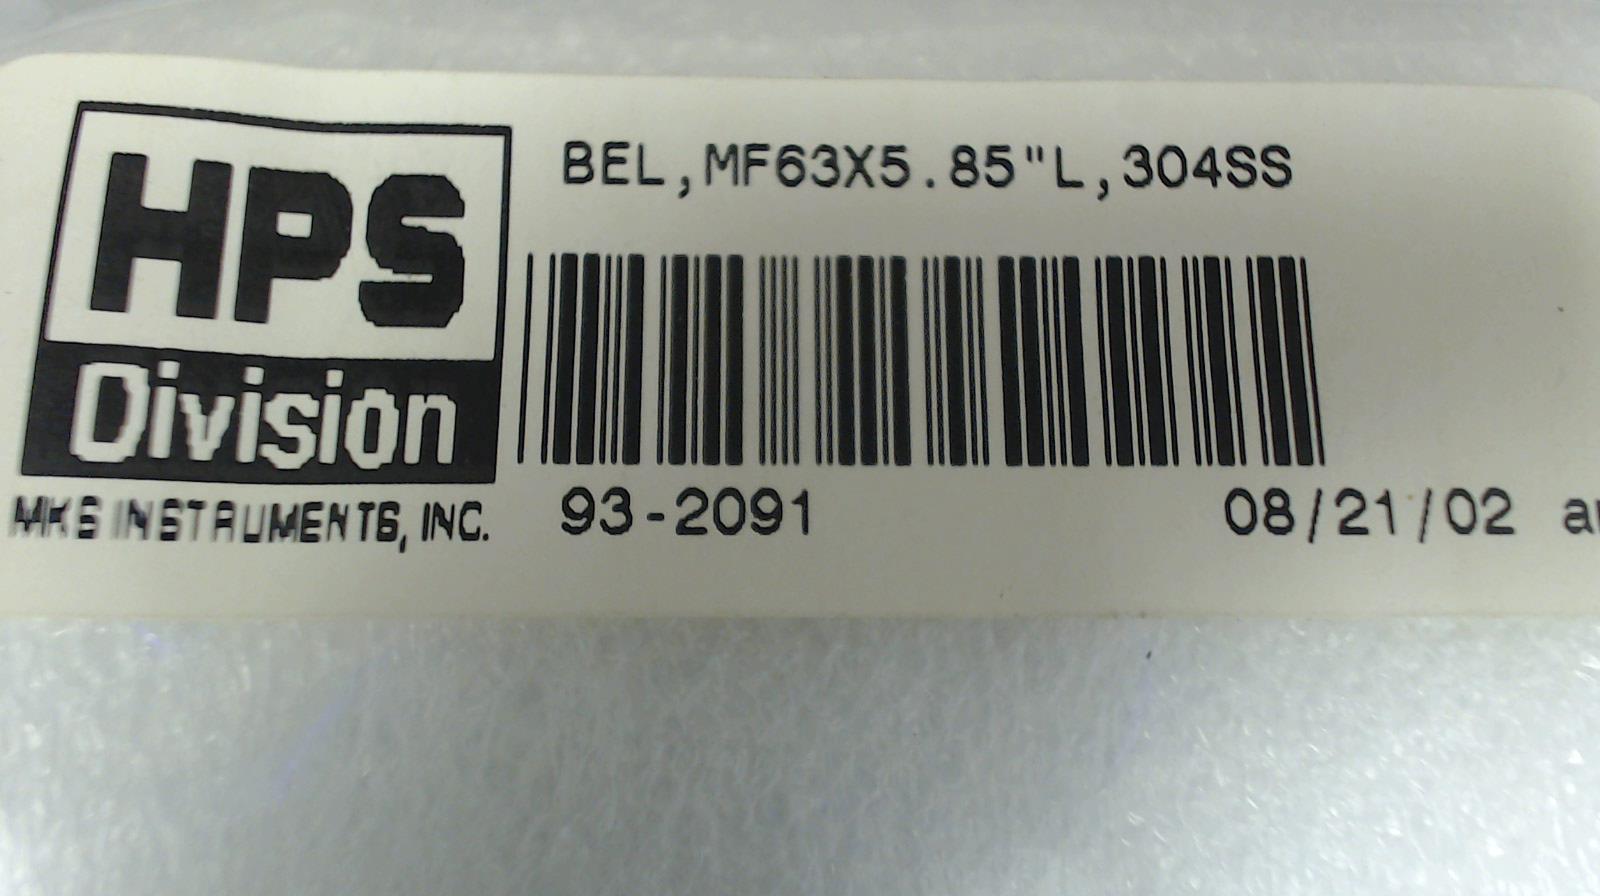 HPS
Division
MKS INSTRUMENTS, INC.
BEL,MF63X5.85"L,304SS
93-2091
08/21/02